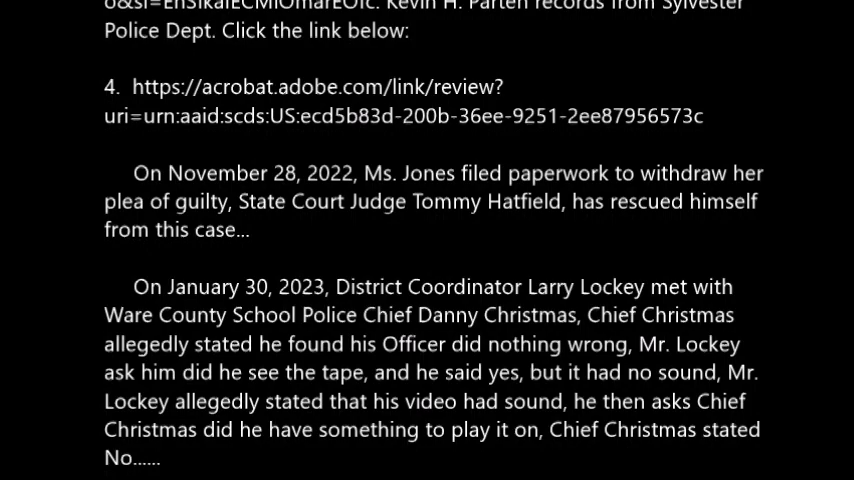 Kevin H. Parten records from Sylvester
Police Dept. Click the link below:
4. https://acrobat.adobe.com/link/review?
uri=urn:aaid:scds:US:ecd5b83d-200b-36ee-9251-2ee87956573c
On November 28, 2022, Ms. Jones filed paperwork to withdraw her
plea of guilty, State Court Judge Tommy Hatfield, has rescued himself
from this case...
On January 30, 2023, District Coordinator Larry Lockey met with
Ware County School Police Chief Danny Christmas, Chief Christmas
allegedly stated he found his Officer did nothing wrong, Mr. Lockey
ask him did he see the tape, and he said yes, but it had no sound, Mr.
Lockey allegedly stated that his video had sound, he then asks Chief
Christmas did he have something to play it on, Chief Christmas stated
No......